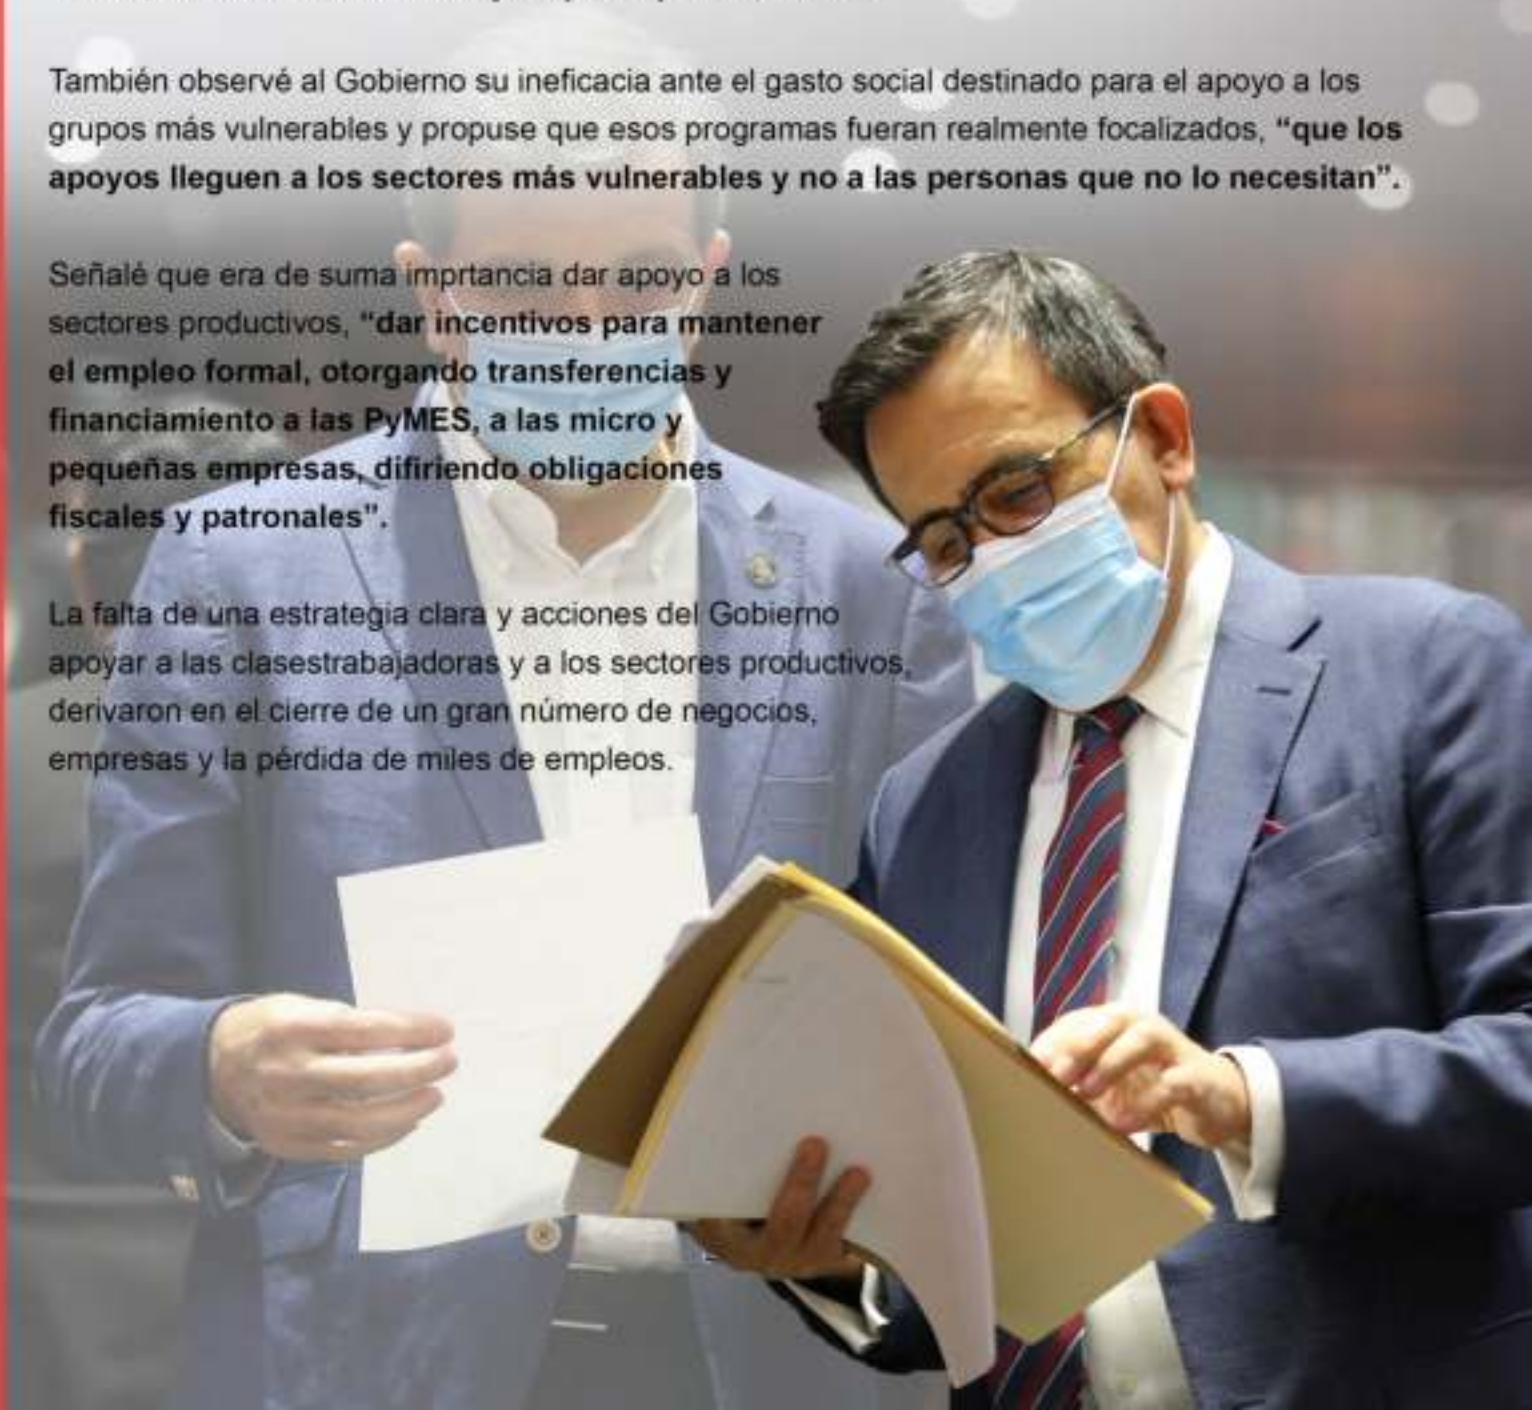 También observé al Gobierno su ineficacia ante el gasto social destinado para el apoyo a los
grupos más vulnerables y propuse que esos programas fueran realmente focalizados, “que los
apoyos lleguen a los sectores más vulnerables y no a las personas que no lo necesitan”.
Señalé que era de suma imprtancia dar apoyo a los
sectores productivos, “dar incentivos para mantener
el empleo formal, otorgando transferencias y
financiamiento a las PyMES, a las micro y
pequeñas empresas, difiriendo obligaciones
fiscales y patronales”.
La falta de una estrategia clara y acciones del Gobierno
apoyar a las clasestrabajadoras y a los sectores productivos,
derivaron en el cierre de un gran número de negocios,
empresas y la pérdida de miles de empleos.